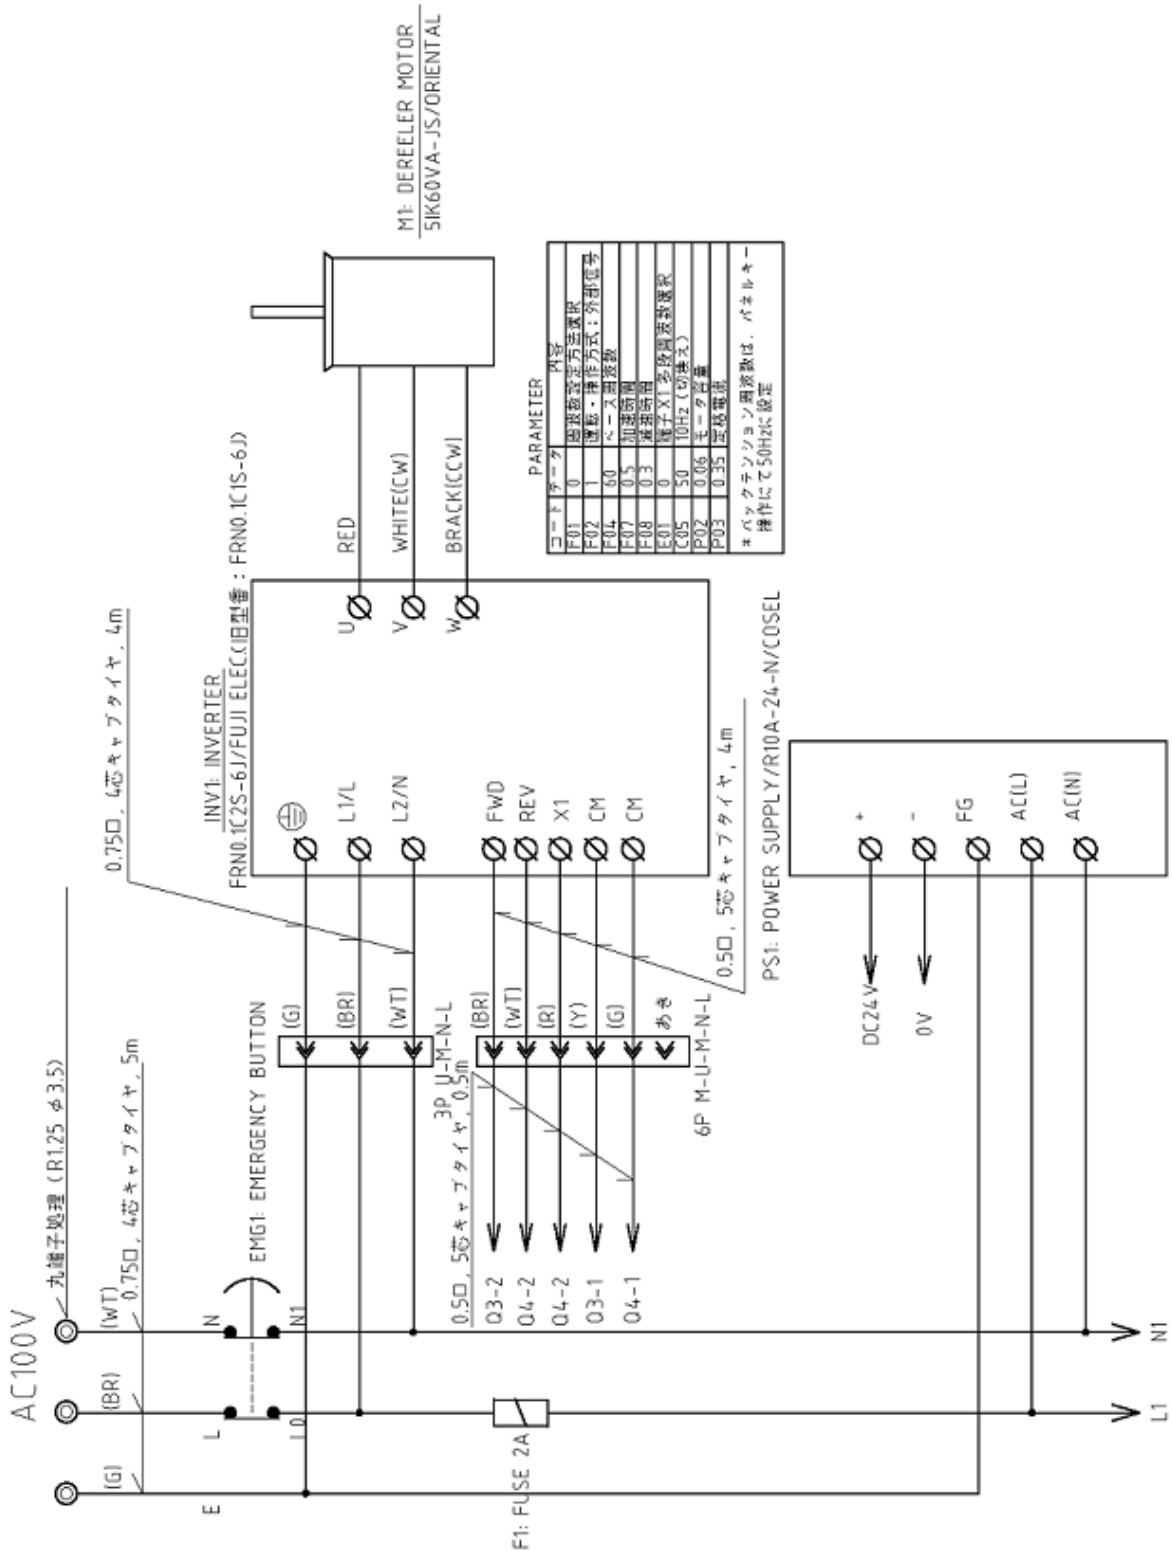 AC100V
丸端子処理 (R1.25 φ3.5)
(G)
(BR)
(WT)
0.75□, 4芯キャブタイヤ, 5m
E
L
N
L0
N1
EMG1: EMERGENCY BUTTON
0.75□, 4芯キャブタイヤ, 4m
(G)
(BR)
(WT)
3P U-M-N-L
INV1: INVERTER
FRN0.1C2S-6J/FUJI ELEC.(旧型番 : FRN0.1C1S-6J)
L1/L
L2/N
FWD
REV
X1
CM
CM
U
V
W
RED
WHITE(CW)
BRACK(CCW)
M1: DEREELER MOTOR
5IK60VA-JS/ORIENTAL
0.5□, 5芯キャブタイヤ, 0.5m
Q3-2
Q4-2
Q4-2
Q3-1
Q4-1
(BR)
(WT)
(R)
(Y)
(G)
あき
6P M-U-M-N-L
0.5□, 5芯キャブタイヤ, 4m
PARAMETER
コード データ 内容
F01 0 周波数設定方法選択
F02 1 運転・操作方式：外部信号
F04 60 ベース周波数
F07 0.5 加速時間
F08 0.3 減速時間
E01 0 端子X1多段周波数選択
C05 50 10Hz (切換え)
P02 0.06 モータ容量
P03 0.35 定格電流
*バックテンション周波数は、パネルキー
操作にて50Hzに設定
F1: FUSE 2A
PS1: POWER SUPPLY/R10A-24-N/COSEL
+
-
FG
AC(L)
AC(N)
DC24V
0V
L1
N1